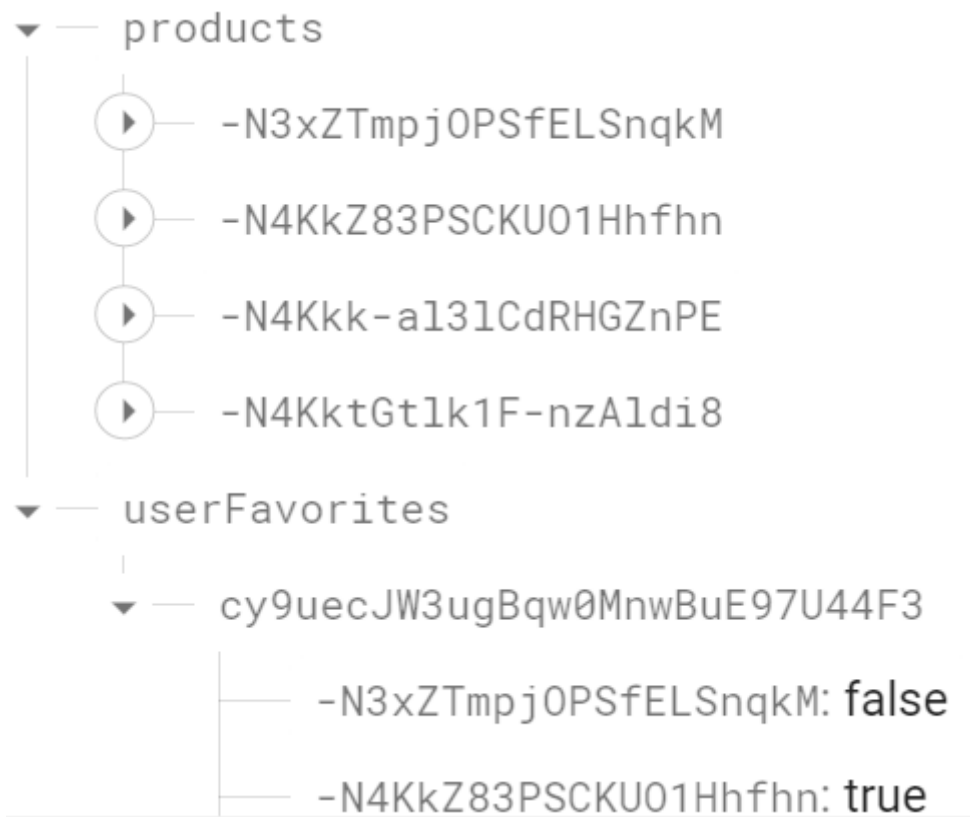 products
-N3xZTmpjOPSfELSnqkM
-N4KkZ83PSCKUO1Hhfhn
-N4Kkk-al3lCdRHGZnPE
-N4KktGtlk1F-nzAldi8
userFavorites
cy9uecJW3ugBqw0MnwBuE97U44F3
-N3xZTmpjOPSfELSnqkM: false
-N4KkZ83PSCKUO1Hhfhn: true